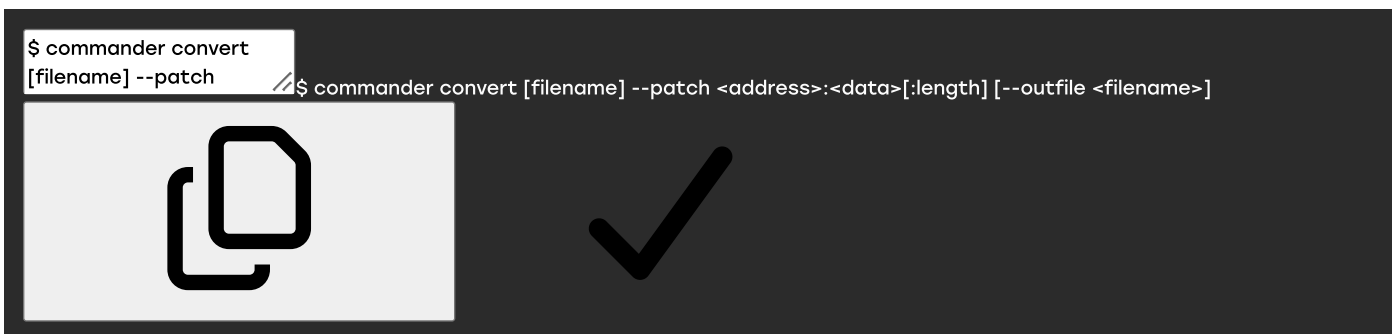 $ commander convert
[filename] --patch
$ commander convert [filename] --patch <address>:<data>[:length] [--outfile <filename>]